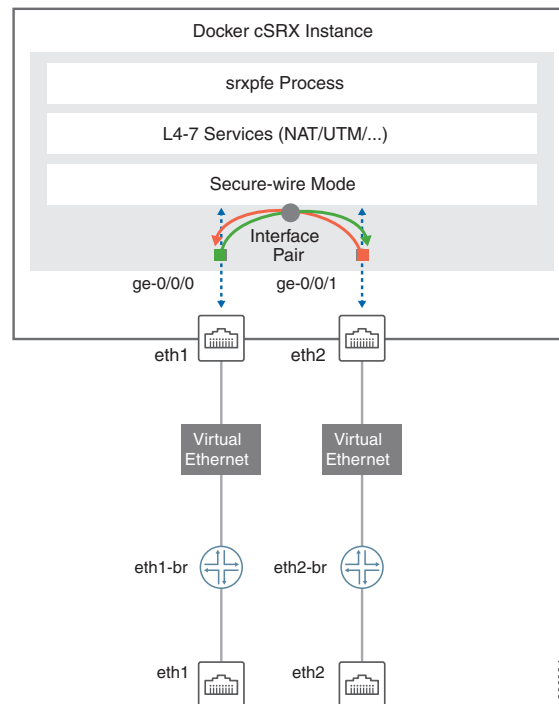 Docker cSRX Instance
srxpfe Process
L4-7 Services (NAT/UTM/...)
Secure-wire Mode
Interface
Pair
ge-0/0/0
ge-0/0/1
eth1
eth2
Virtual
Ethernet
Virtual
Ethernet
eth1-br
eth2-br
eth1
eth2